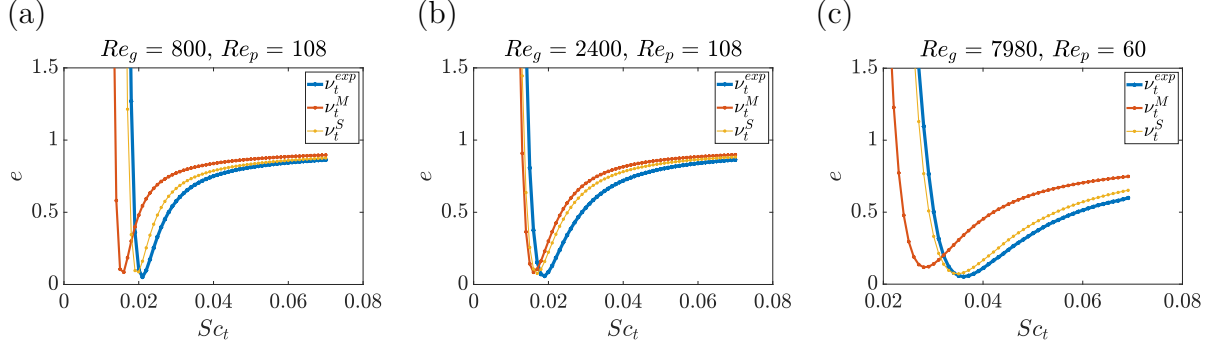 (a)
Re_g = 800, Re_p = 108
1.5
1
0.5
0
e
0
0.02
0.04
0.06
0.08
Sc_t
ν_t^{exp}
ν_t^M
ν_t^S
(b)
Re_g = 2400, Re_p = 108
1.5
1
0.5
0
e
0
0.02
0.04
0.06
0.08
Sc_t
ν_t^{exp}
ν_t^M
ν_t^S
(c)
Re_g = 7980, Re_p = 60
1.5
1
0.5
0
e
0.02
0.04
0.06
0.08
Sc_t
ν_t^{exp}
ν_t^M
ν_t^S